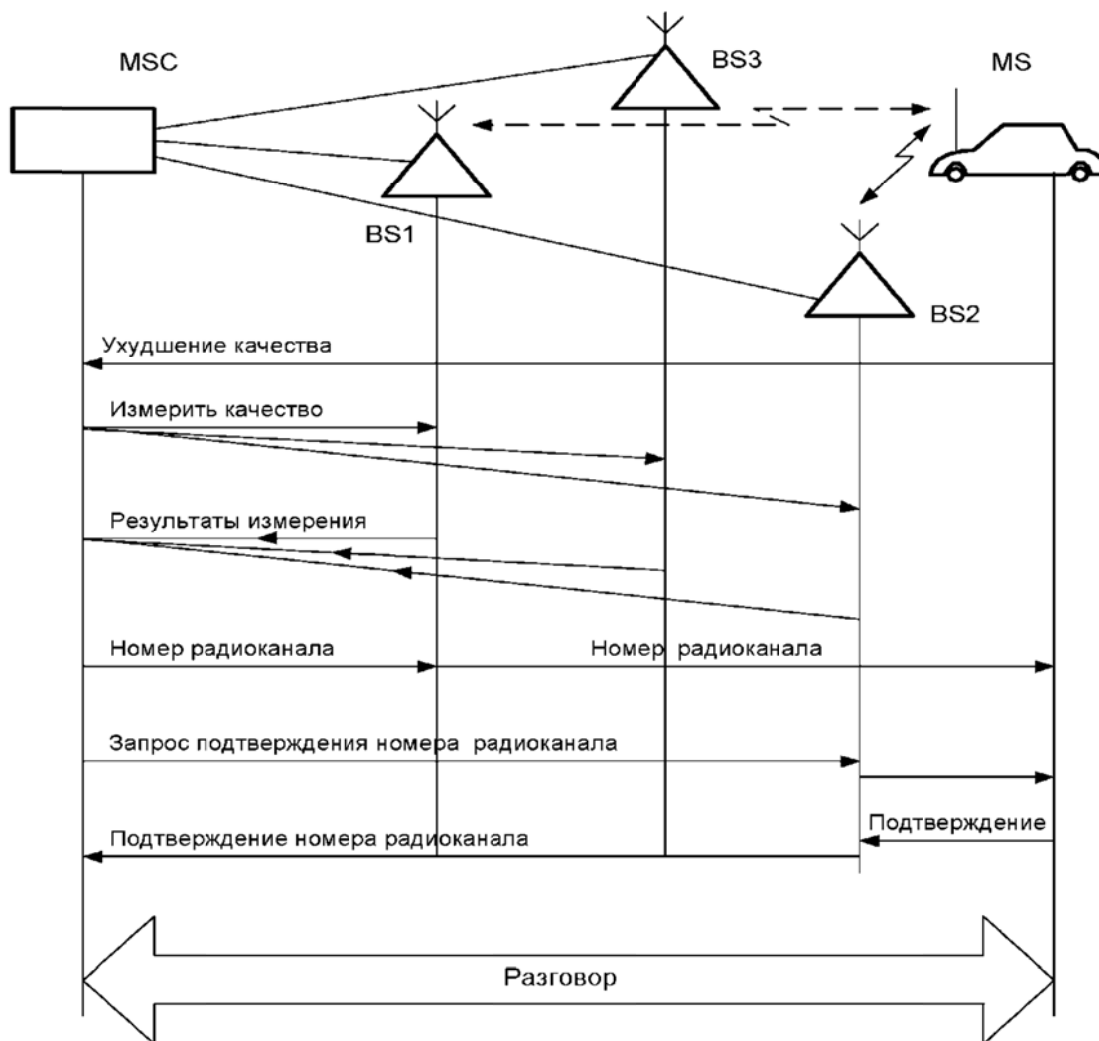 MSC
BS3
MS
BS1
BS2
Ухудшение качества
Измерить качество
Результаты измерения
Номер радиоканала
Номер радиоканала
Запрос подтверждения номера радиоканала
Подтверждение
Подтверждение номера радиоканала
Разговор